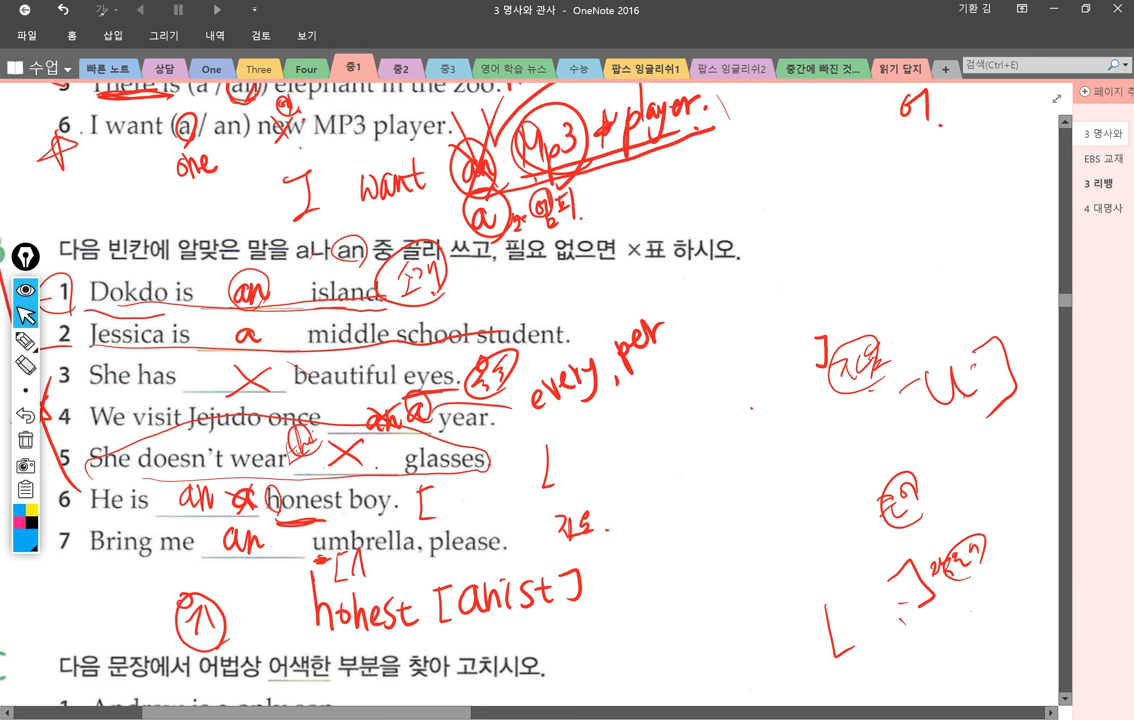 3 명사와 관사 - OneNote 2016
기환 김
파일 홈 삽입 그리기 내역 검토 보기
수업 빠른 노트 상담 One Three Four 중1 중2 중3 영어 학습 뉴스 수능 팝스 잉글리쉬1 팝스 잉글리쉬2 중간에 빠진 것... 읽기 답지 + 검색(Ctrl+E)
페이지 추
3 명사와
EBS 교재
3 리뱅
4 대명사
5 There is (a / an) elephant in the zoo.
6 I want (a / an) new MP3 player.
one
I want an Mp3 player.
a
다음 빈칸에 알맞은 말을 a나 an 중 골라 쓰고, 필요 없으면 ×표 하시오.
1 Dokdo is an island.
2 Jessica is a middle school student.
3 She has X beautiful eyes.
every, per
4 We visit Jejudo once an a year.
5 She doesn't wear the X glasses.
6 He is an a honest boy. [
7 Bring me an umbrella, please.
honest [anist]
다음 문장에서 어법상 어색한 부분을 찾아 고치시오.